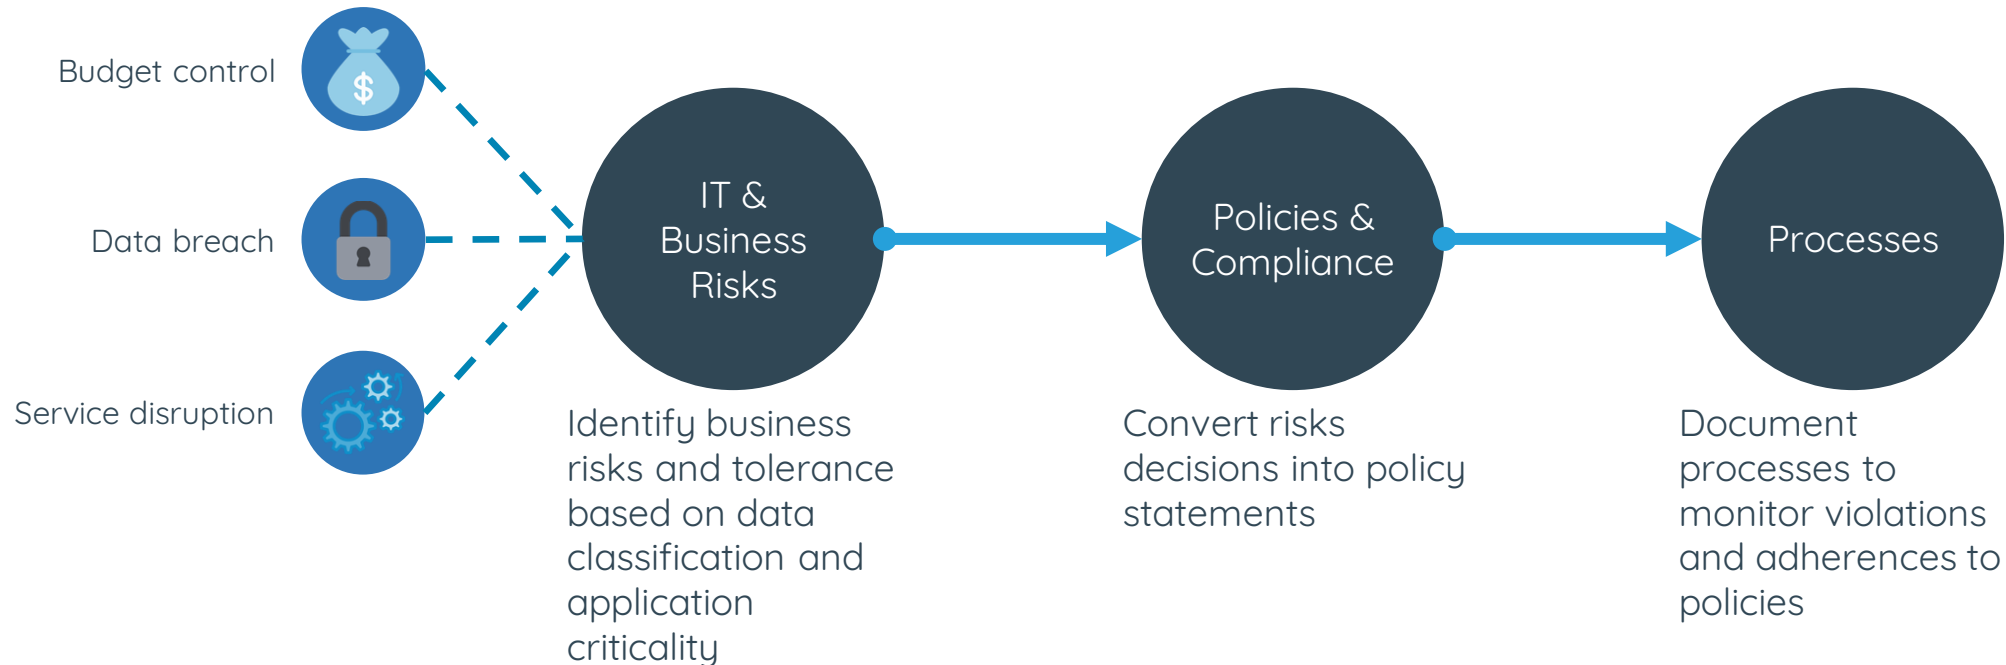 Budget control
$
Data breach
Service disruption
IT &
Business
Risks
Identify business
risks and tolerance
based on data
classification and
application
criticality
Policies &
Compliance
Convert risks
decisions into policy
statements
Processes
Document
processes to
monitor violations
and adherences to
policies